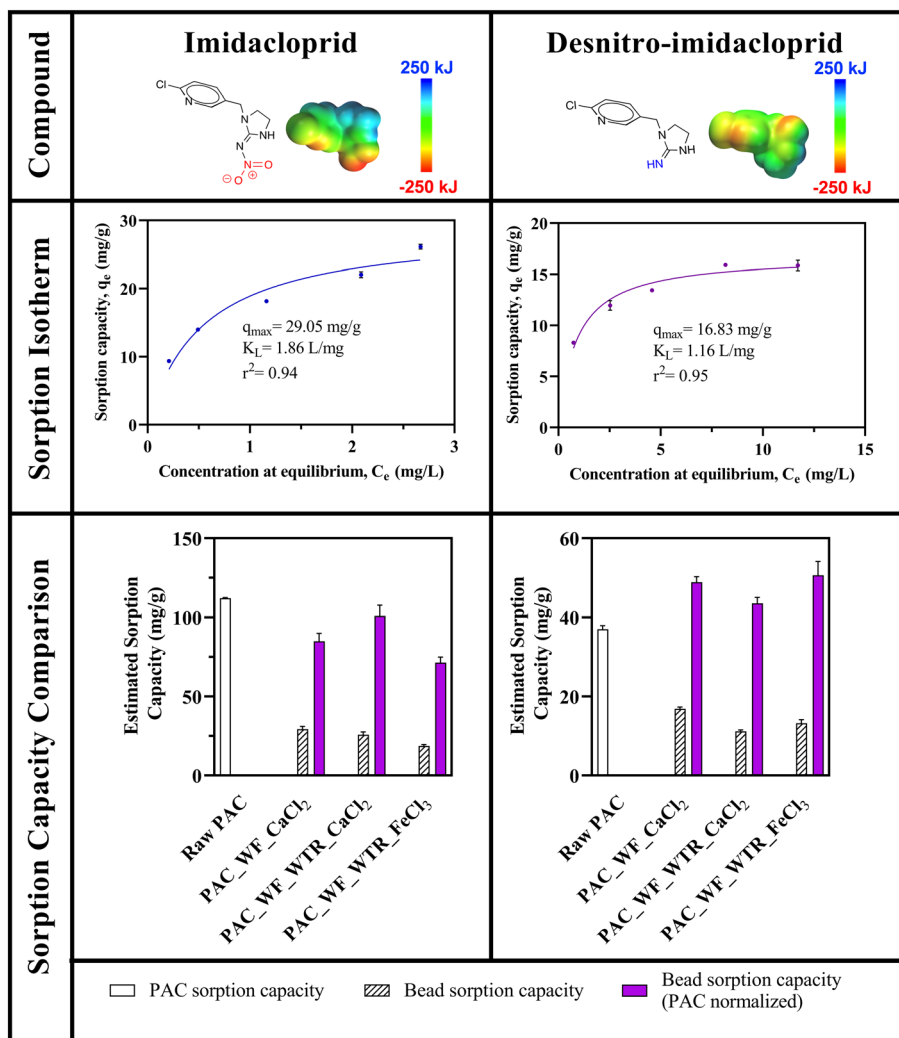 Compound
Imidacloprid
Cl
N
N
NH
N
N
⊕
O
⊖
O
250 kJ
-250 kJ
Desnitro-imidacloprid
Cl
N
N
NH
HN
250 kJ
-250 kJ
Sorption Isotherm
Sorption capacity, qe (mg/g)
30
20
10
0
qmax= 29.05 mg/g
KL= 1.86 L/mg
r²= 0.94
0 1 2 3
Concentration at equilibrium, Ce (mg/L)
Sorption capacity, qe (mg/g)
20
15
10
5
0
qmax = 16.83 mg/g
KL= 1.16 L/mg
r²= 0.95
0 5 10 15
Concentration at equilibrium, Ce (mg/L)
Sorption Capacity Comparison
Estimated Sorption
Capacity (mg/g)
150
100
50
0
Raw PAC
PAC_WF_CaCl₂
PAC_WF_WTR_CaCl₂
PAC_WF_WTR_FeCl₃
Estimated Sorption
Capacity (mg/g)
60
40
20
0
Raw PAC
PAC_WF_CaCl₂
PAC_WF_WTR_CaCl₂
PAC_WF_WTR_FeCl₃
PAC sorption capacity
Bead sorption capacity
Bead sorption capacity
(PAC normalized)